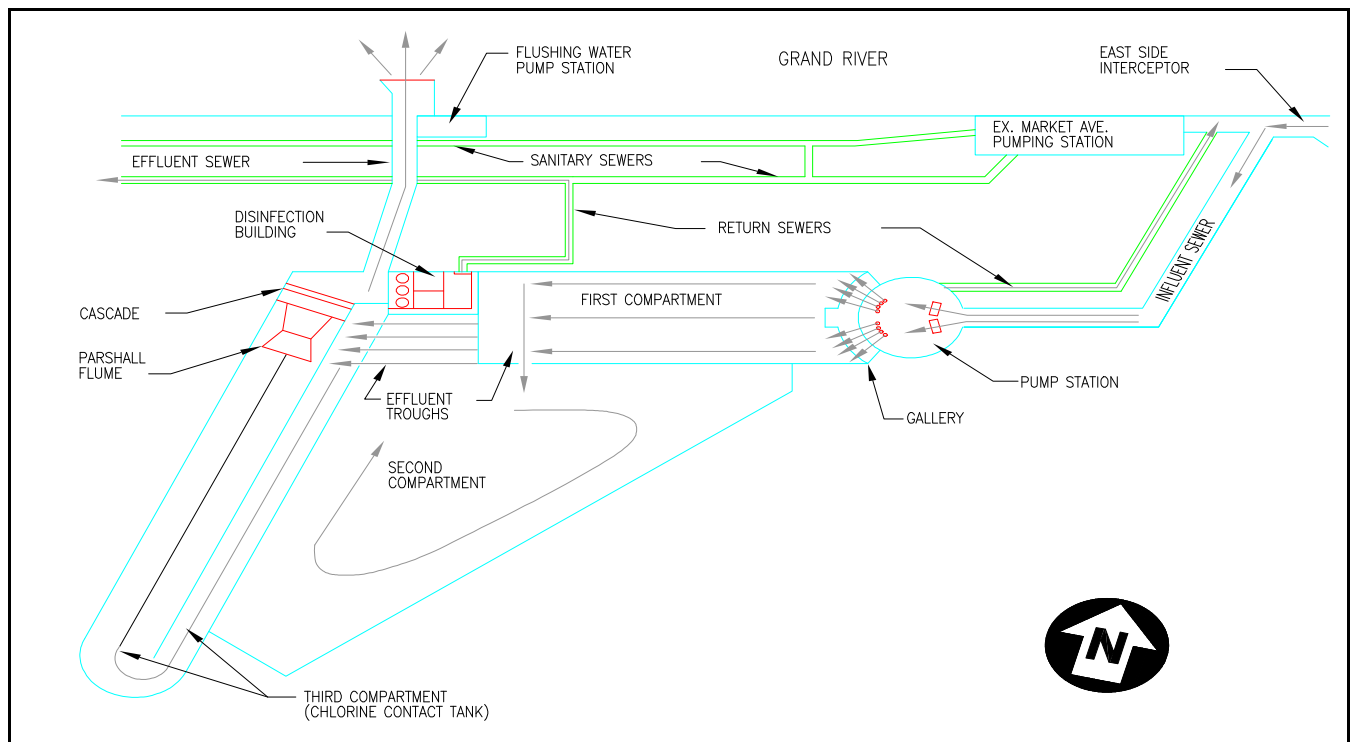 FLUSHING WATER
PUMP STATION
GRAND RIVER
EAST SIDE
INTERCEPTOR
EX. MARKET AVE.
PUMPING STATION
EFFLUENT SEWER
SANITARY SEWERS
DISINFECTION
BUILDING
RETURN SEWERS
INFLUENT SEWER
CASCADE
FIRST COMPARTMENT
PARSHALL
FLUME
PUMP STATION
EFFLUENT
TROUGHS
GALLERY
SECOND
COMPARTMENT
N
THIRD COMPARTMENT
(CHLORINE CONTACT TANK)